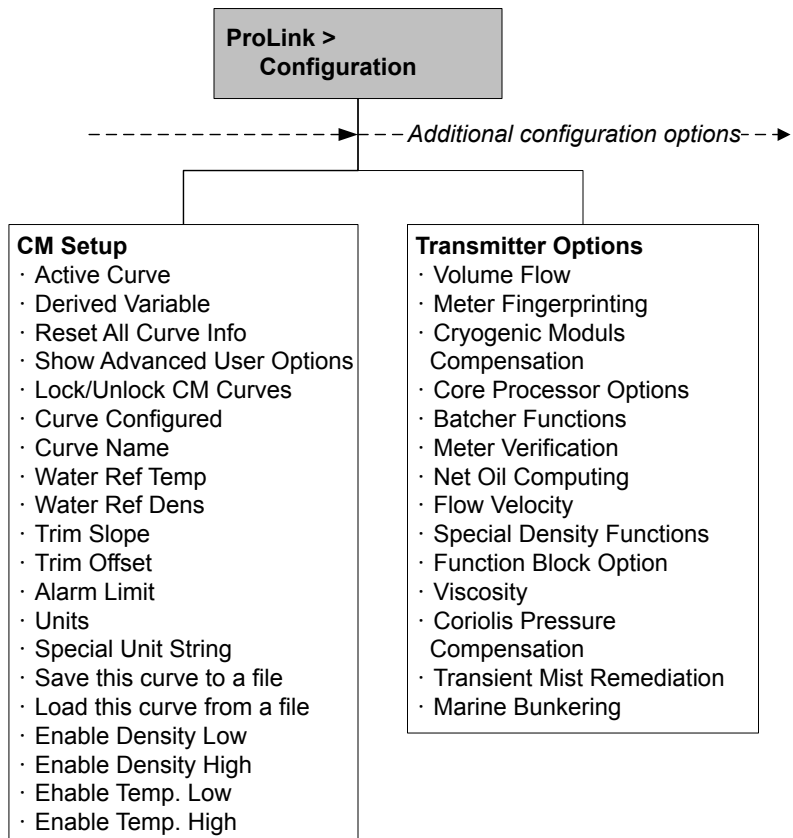 ProLink >
Configuration
Additional configuration options
CM Setup
· Active Curve
· Derived Variable
· Reset All Curve Info
· Show Advanced User Options
· Lock/Unlock CM Curves
· Curve Configured
· Curve Name
· Water Ref Temp
· Water Ref Dens
· Trim Slope
· Trim Offset
· Alarm Limit
· Units
· Special Unit String
· Save this curve to a file
· Load this curve from a file
· Enable Density Low
· Enable Density High
· Ehable Temp. Low
· Enable Temp. High
Transmitter Options
· Volume Flow
· Meter Fingerprinting
· Cryogenic Moduls
Compensation
· Core Processor Options
· Batcher Functions
· Meter Verification
· Net Oil Computing
· Flow Velocity
· Special Density Functions
· Function Block Option
· Viscosity
· Coriolis Pressure
Compensation
· Transient Mist Remediation
· Marine Bunkering